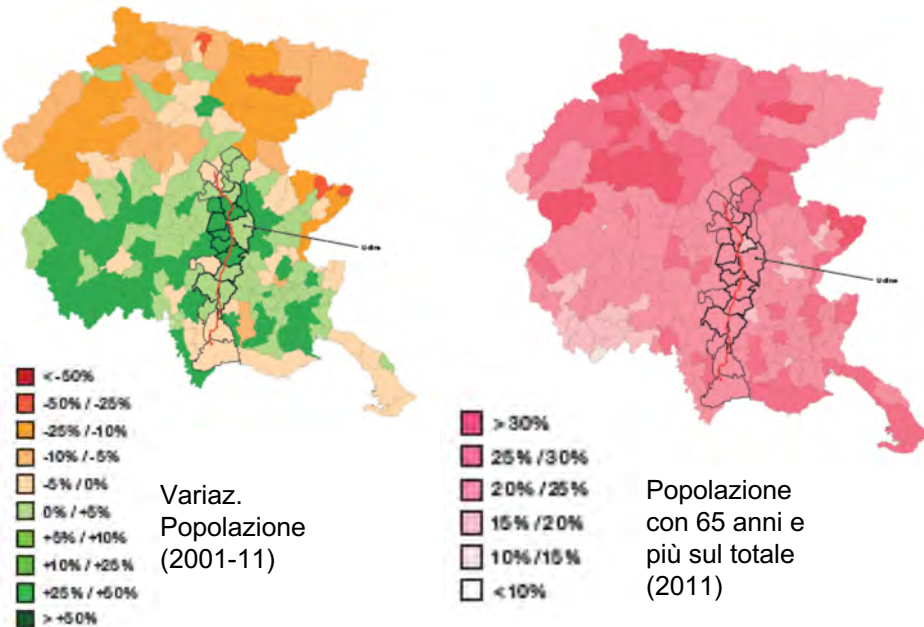 Udine
Udine
< -50%
-50% / -25%
-25% / -10%
-10% / -5%
-5% / 0%
0% / +5%
+5% / +10%
+10% / +25%
+25% / +50%
> +50%
Variaz.
Popolazione
(2001-11)
> 30%
25% / 30%
20% / 25%
15% / 20%
10% / 15%
<10%
Popolazione
con 65 anni e
più sul totale
(2011)